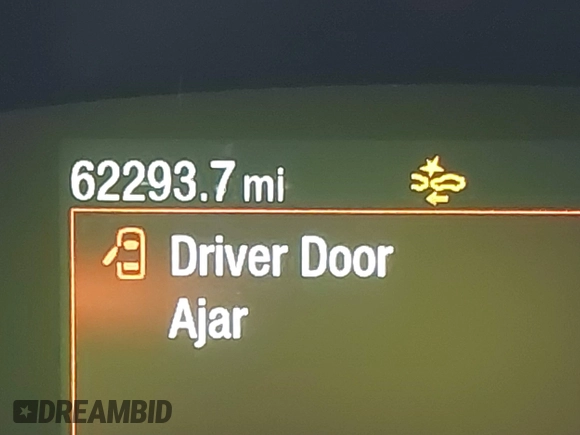 62293.7 mi
Driver Door
Ajar
DREAMBID